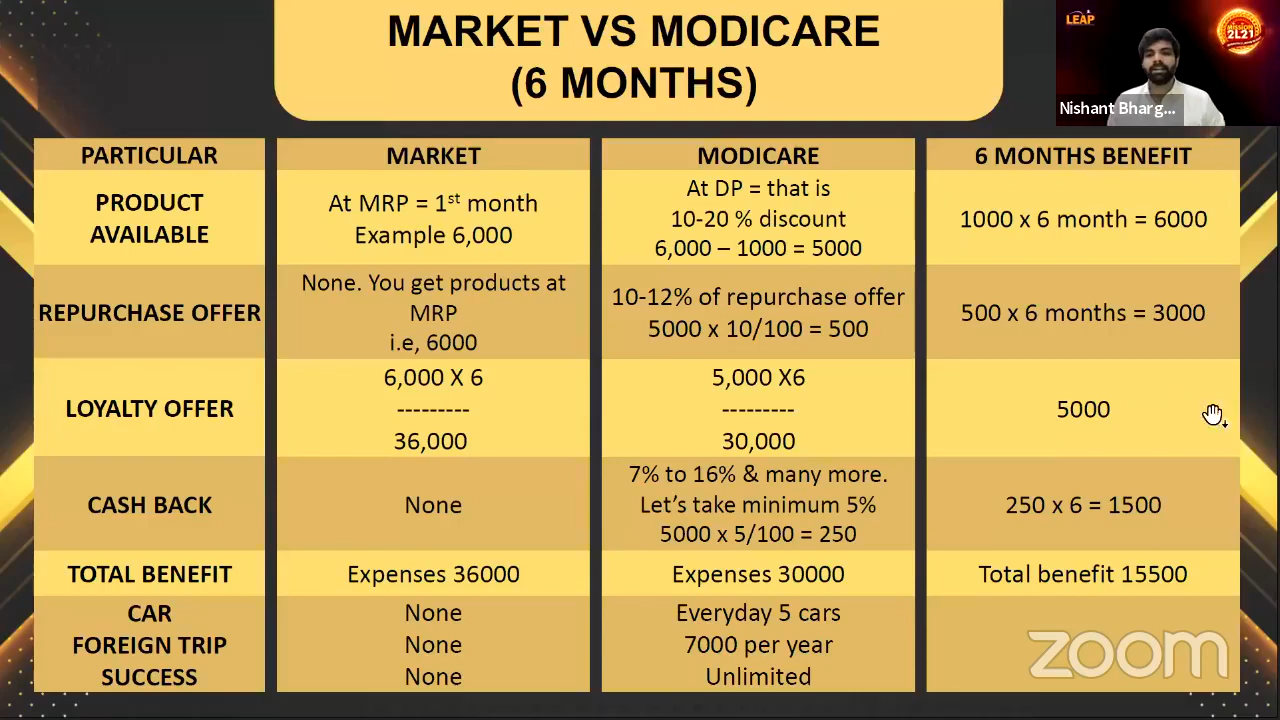 MARKET VS MODICARE
(6 MONTHS)
LEAP
MISSION
2L21
Nishant Bharg...
PARTICULAR
MARKET
MODICARE
6 MONTHS BENEFIT
PRODUCT
AVAILABLE
At MRP = 1st month
Example 6,000
At DP = that is
10-20 % discount
6,000 – 1000 = 5000
1000 x 6 month = 6000
REPURCHASE OFFER
None. You get products at
MRP
i.e, 6000
10-12% of repurchase offer
5000 x 10/100 = 500
500 x 6 months = 3000
LOYALTY OFFER
6,000 X 6
---------
36,000
5,000 X6
---------
30,000
5000
CASH BACK
None
7% to 16% & many more.
Let’s take minimum 5%
5000 x 5/100 = 250
250 x 6 = 1500
TOTAL BENEFIT
Expenses 36000
Expenses 30000
Total benefit 15500
CAR
FOREIGN TRIP
SUCCESS
None
None
None
Everyday 5 cars
7000 per year
Unlimited
zoom